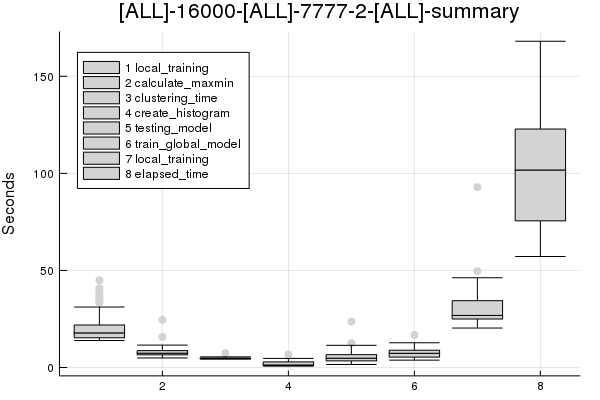 [ALL]-16000-[ALL]-7777-2-[ALL]-summary
Seconds
150
100
50
0
1 local_training
2 calculate_maxmin
3 clustering_time
4 create_histogram
5 testing_model
6 train_global_model
7 local_training
8 elapsed_time
2 4 6 8